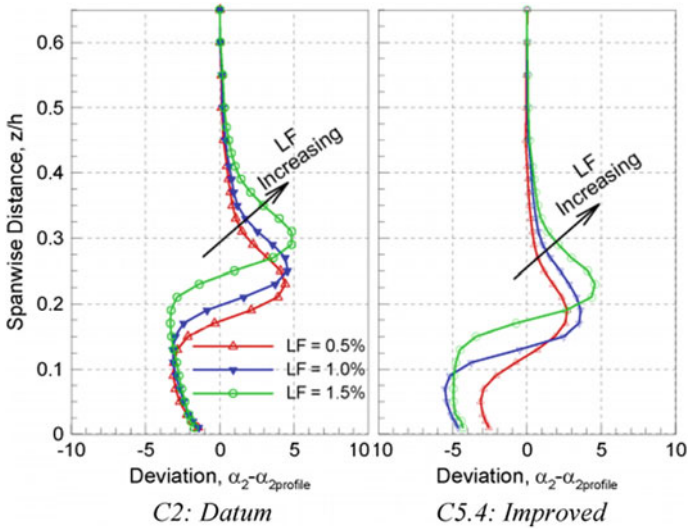 0.6
0.5
0.4
0.3
0.2
0.1
0
Spanwise Distance, z/h
LF
Increasing
LF = 0.5%
LF = 1.0%
LF = 1.5%
-10 -5 0 5 10
Deviation, α₂-α₂profile
C2: Datum
LF
Increasing
-10 -5 0 5 10
Deviation, α₂-α₂profile
C5.4: Improved